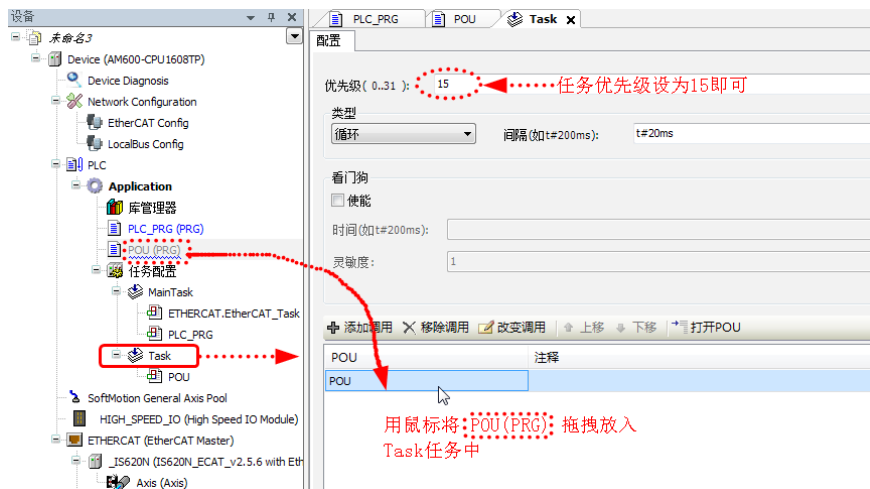 设备
未命名3
Device (AM600-CPU1608TP)
Device Diagnosis
Network Configuration
EtherCAT Config
LocalBus Config
PLC
Application
库管理器
PLC_PRG (PRG)
POU (PRG)
任务配置
MainTask
ETHERCAT.EtherCAT_Task
PLC_PRG
Task
POU
SoftMotion General Axis Pool
HIGH_SPEED_IO (High Speed IO Module)
ETHERCAT (EtherCAT Master)
_IS620N (IS620N_ECAT_v2.5.6 with Eth
Axis (Axis)
PLC_PRG POU Task
配置
优先级( 0..31 ): 15 任务优先级设为15即可
类型
循环 间隔(如t#200ms): t#20ms
看门狗
使能
时间(如t#200ms):
灵敏度: 1
添加调用 移除调用 改变调用 上移 下移 打开POU
POU 注释
POU
用鼠标将 POU(PRG) 拖拽放入
Task任务中